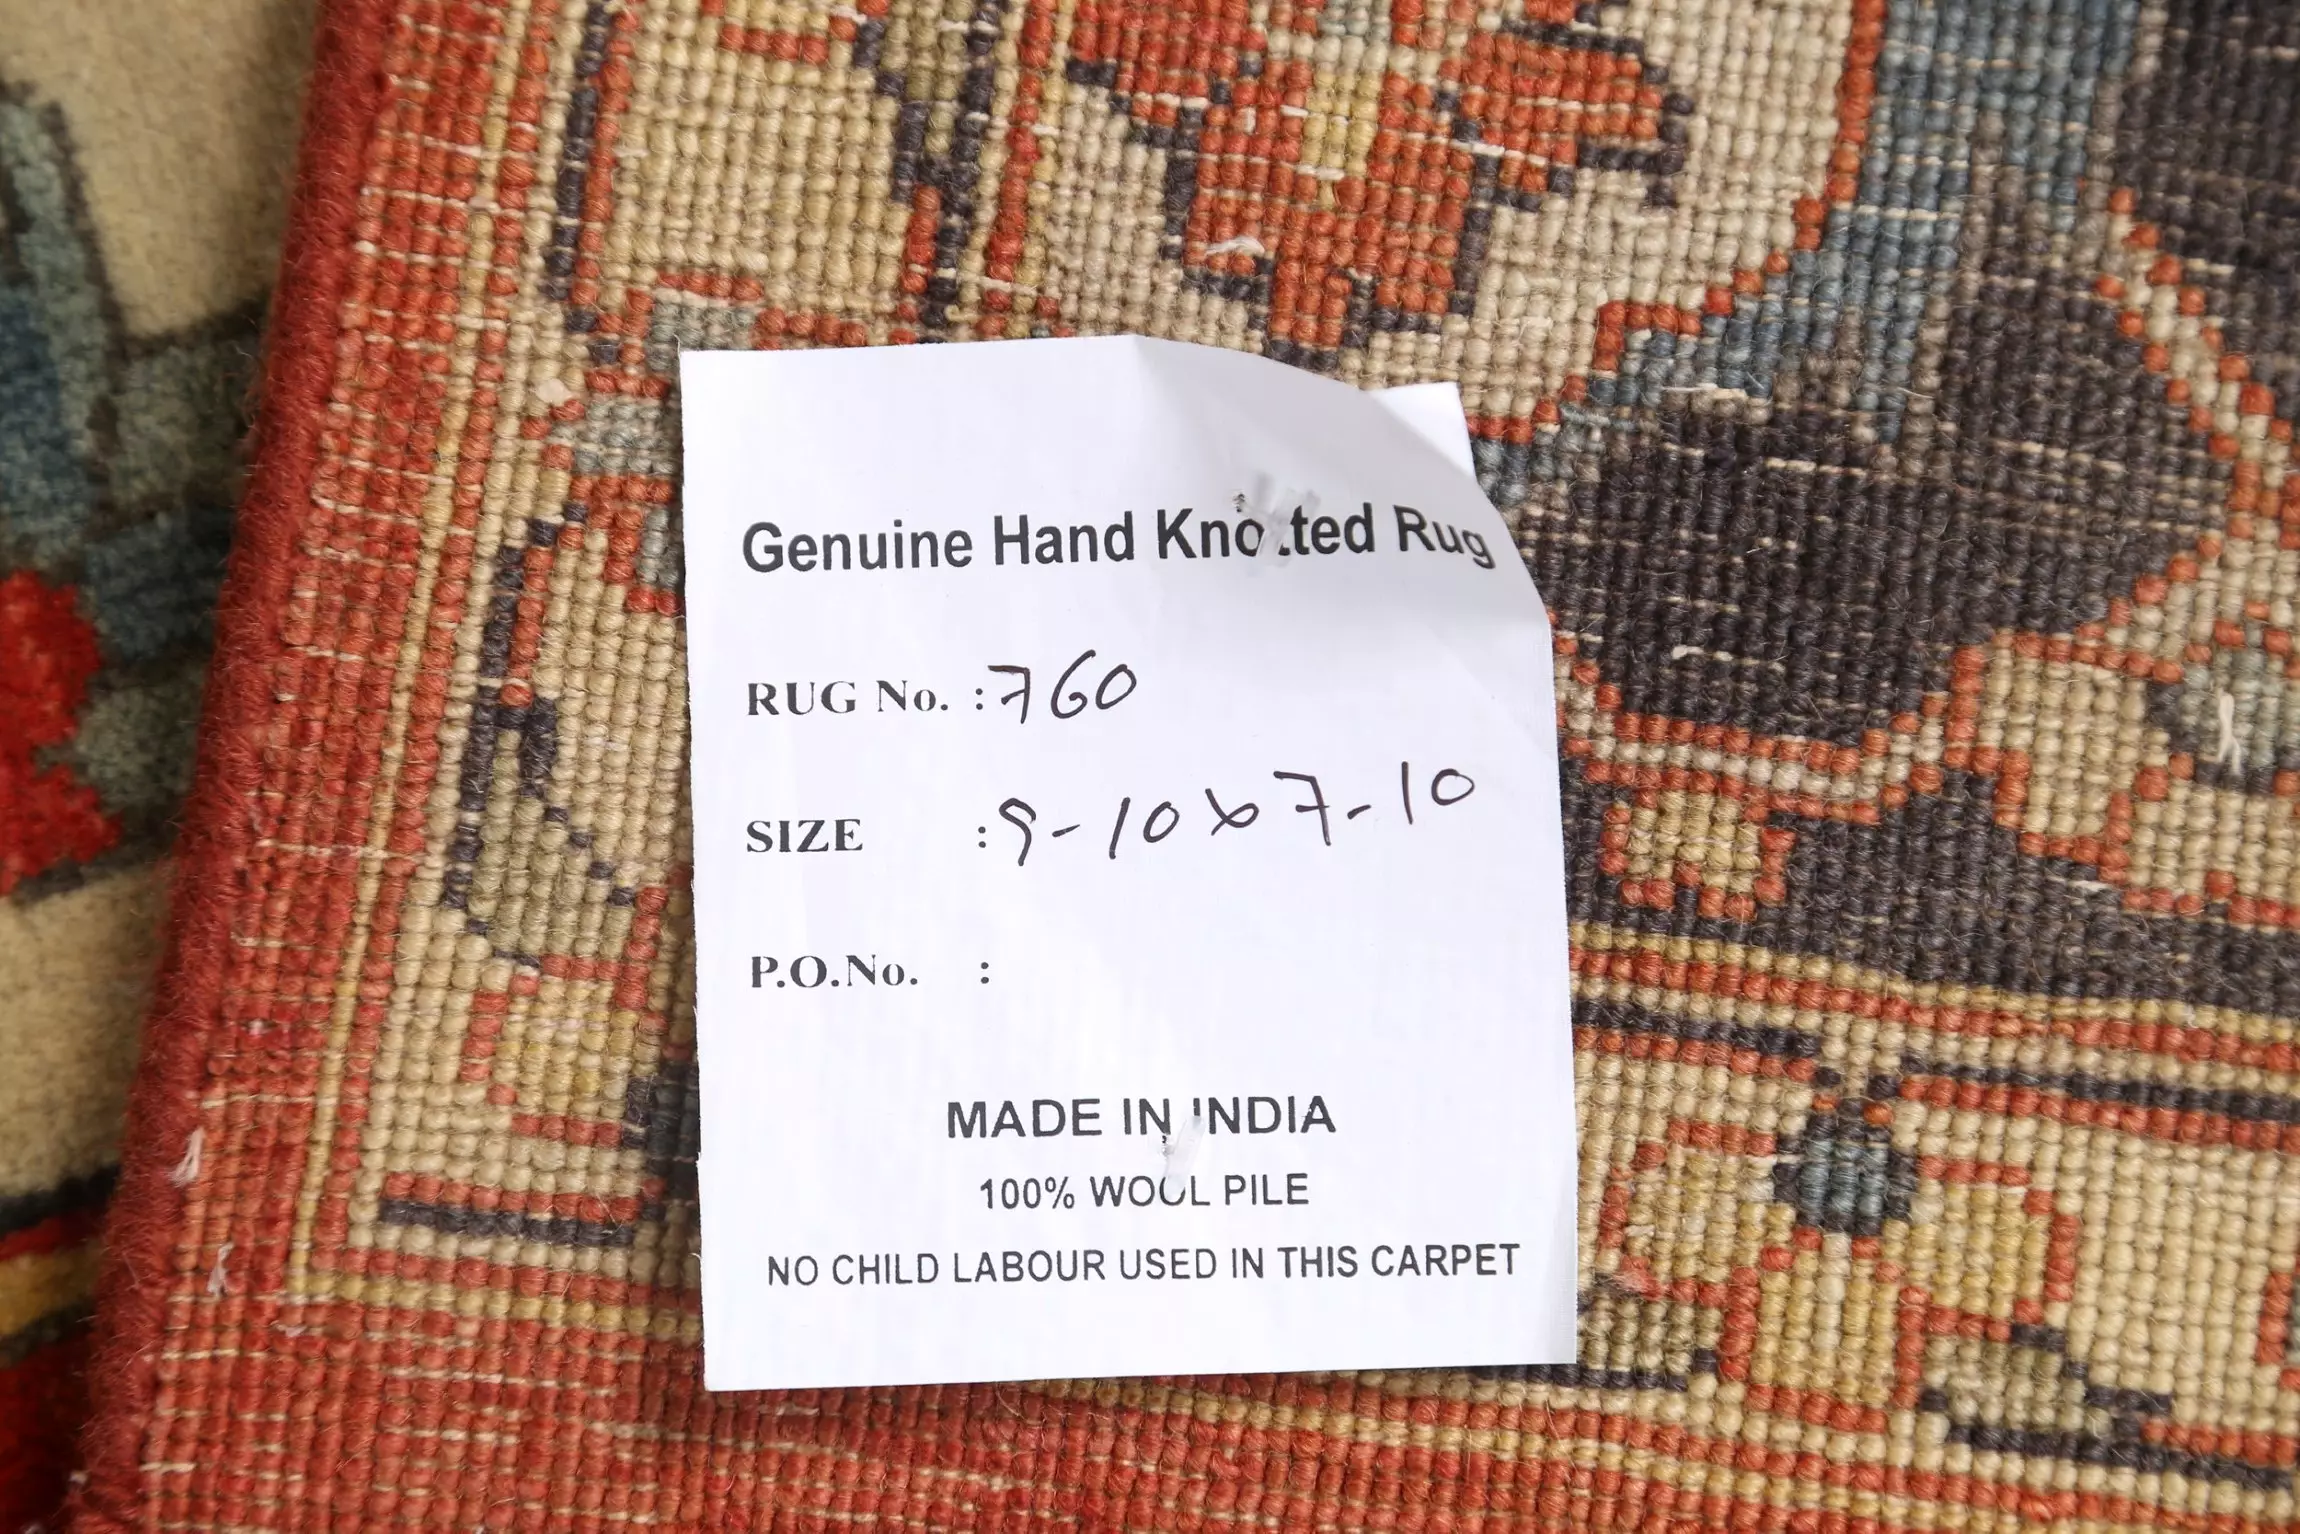 Genuine Hand Knotted Rug
RUG No. : 760
SIZE : 9-10x7-10
P.O.No. :
MADE IN INDIA
100% WOOL PILE
NO CHILD LABOUR USED IN THIS CARPET